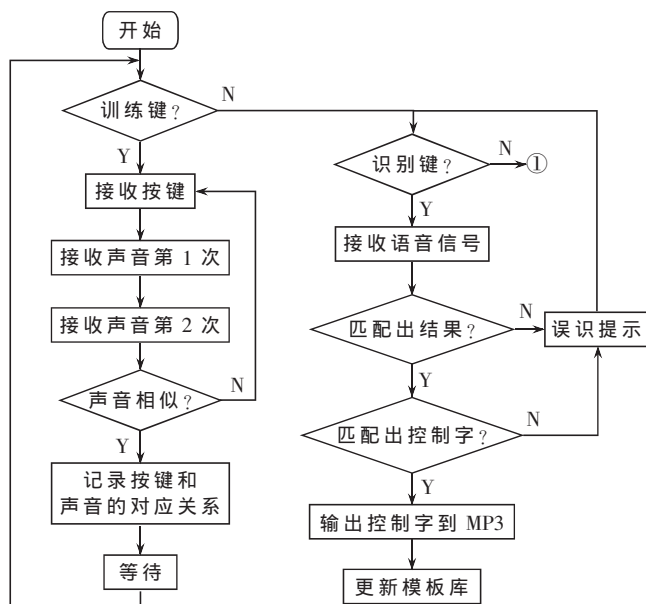 开始
训练键?
N
Y
接收按键
接收声音第 1 次
接收声音第 2 次
声音相似?
N
Y
记录按键和
声音的对应关系
等待
识别键?
N
①
Y
接收语音信号
匹配出结果?
N
误识提示
Y
匹配出控制字?
N
Y
输出控制字到 MP3
更新模板库